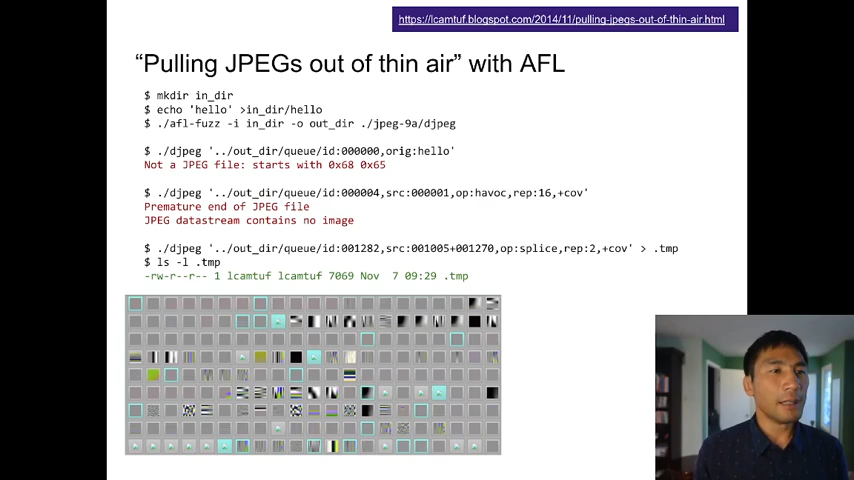 https://lcamtuf.blogspot.com/2014/11/pulling-jpegs-out-of-thin-air.html
“Pulling JPEGs out of thin air” with AFL
$ mkdir in_dir
$ echo 'hello' >in_dir/hello
$ ./afl-fuzz -i in_dir -o out_dir ./jpeg-9a/djpeg
$ ./djpeg '../out_dir/queue/id:000000,orig:hello'
Not a JPEG file: starts with 0x68 0x65
$ ./djpeg '../out_dir/queue/id:000004,src:000001,op:havoc,rep:16,+cov'
Premature end of JPEG file
JPEG datastream contains no image
$ ./djpeg '../out_dir/queue/id:001282,src:001005+001270,op:splice,rep:2,+cov' > .tmp
$ ls -l .tmp
-rw-r--r-- 1 lcamtuf lcamtuf 7069 Nov  7 09:29 .tmp